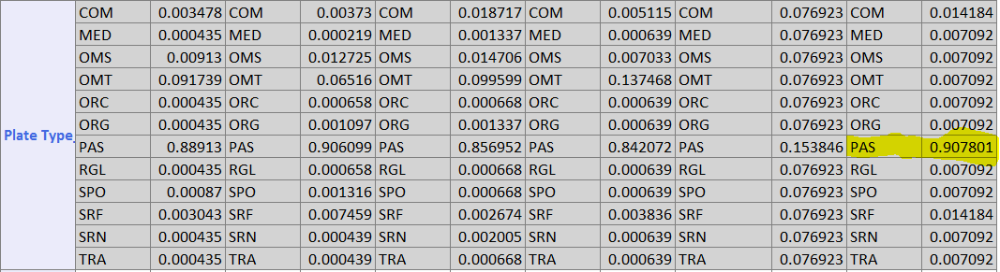 COM 0.003478 COM 0.00373 COM 0.018717 COM 0.005115 COM 0.076923 COM 0.014184
MED 0.000435 MED 0.000219 MED 0.001337 MED 0.000639 MED 0.076923 MED 0.007092
OMS 0.00913 OMS 0.012725 OMS 0.014706 OMS 0.007033 OMS 0.076923 OMS 0.007092
OMT 0.091739 OMT 0.06516 OMT 0.099599 OMT 0.137468 OMT 0.076923 OMT 0.007092
ORC 0.000435 ORC 0.000658 ORC 0.000668 ORC 0.000639 ORC 0.076923 ORC 0.007092
ORG 0.000435 ORG 0.001097 ORG 0.001337 ORG 0.000639 ORG 0.076923 ORG 0.007092
Plate Type PAS 0.88913 PAS 0.906099 PAS 0.856952 PAS 0.842072 PAS 0.153846 PAS 0.907801
RGL 0.000435 RGL 0.000658 RGL 0.000668 RGL 0.000639 RGL 0.076923 RGL 0.007092
SPO 0.00087 SPO 0.001316 SPO 0.000668 SPO 0.000639 SPO 0.076923 SPO 0.007092
SRF 0.003043 SRF 0.007459 SRF 0.002674 SRF 0.003836 SRF 0.076923 SRF 0.014184
SRN 0.000435 SRN 0.000439 SRN 0.002005 SRN 0.000639 SRN 0.076923 SRN 0.007092
TRA 0.000435 TRA 0.000439 TRA 0.000668 TRA 0.000639 TRA 0.076923 TRA 0.007092